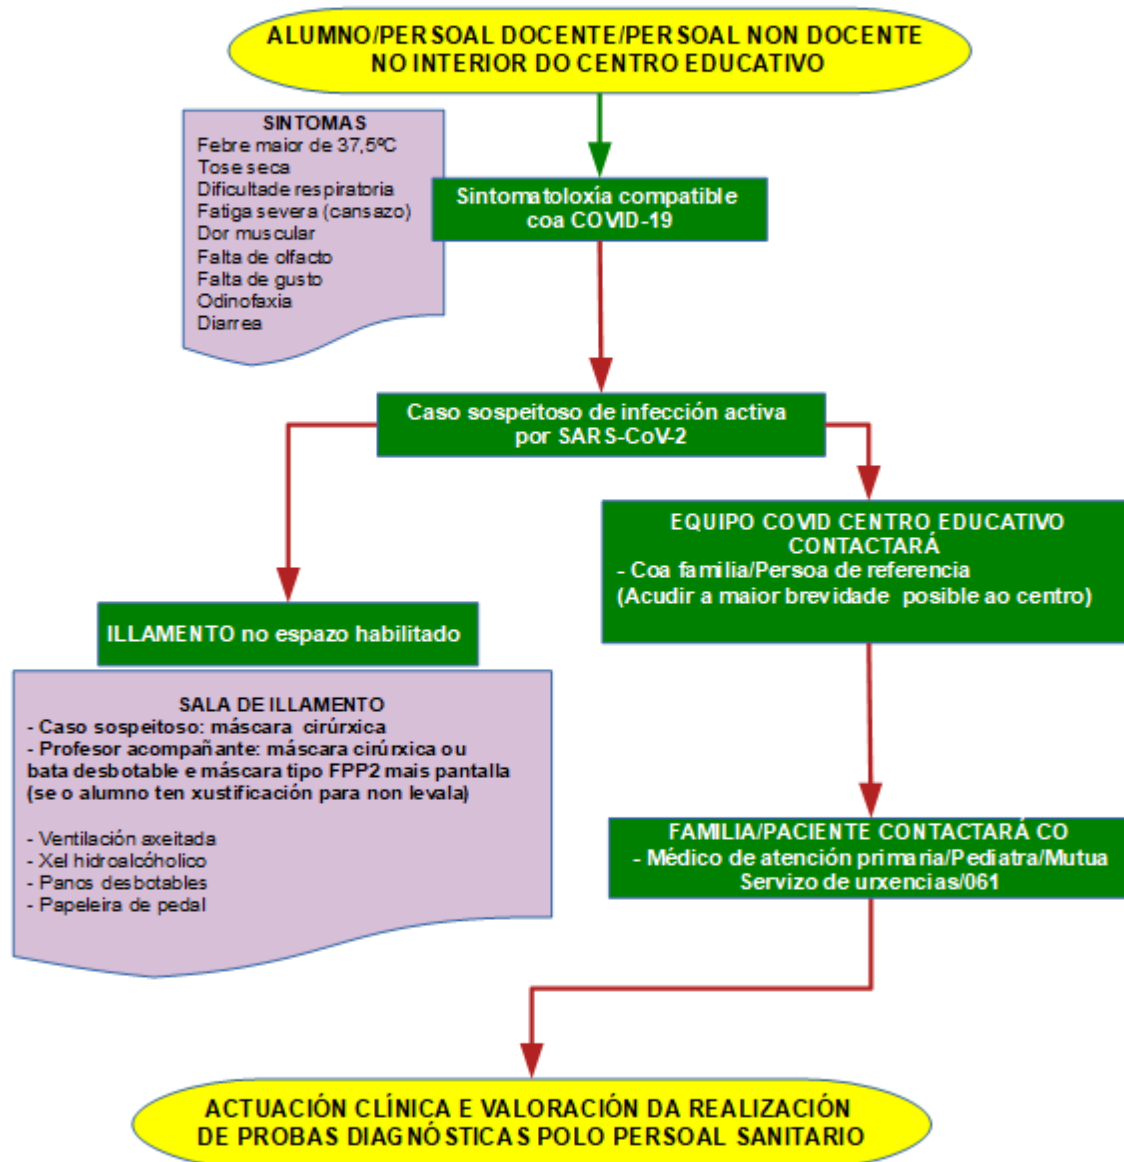 ALUMNO/PERSOAL DOCENTE/PERSOAL NON DOCENTE
NO INTERIOR DO CENTRO EDUCATIVO
SINTOMAS
Febre maior de 37,5ºC
Tose seca
Dificultade respiratoria
Fatiga severa (cansazo)
Dor muscular
Falta de olfacto
Falta de gusto
Odinofaxia
Diarrea
Sintomatoloxía compatible
coa COVID-19
Caso sospeitoso de infección activa
por SARS-CoV-2
EQUIPO COVID CENTRO EDUCATIVO
CONTACTARÁ
- Coa familia/Persoa de referencia
(Acudir a maior brevidade posible ao centro)
ILLAMENTO no espazo habilitado
SALA DE ILLAMENTO
- Caso sospeitoso: máscara cirúrxica
- Profesor acompañante: máscara cirúrxica ou
bata desbotable e máscara tipo FPP2 mais pantalla
(se o alumno ten xustificación para non levala)
- Ventilación axeitada
- Xel hidroalcóholico
- Panos desbotables
- Papeleira de pedal
FAMILIA/PACIENTE CONTACTARÁ CO
- Médico de atención primaria/Pediatra/Mutua
Servizo de urxencias/061
ACTUACIÓN CLÍNICA E VALORACIÓN DA REALIZACIÓN
DE PROBAS DIAGNÓSTICAS POLO PERSOAL SANITARIO